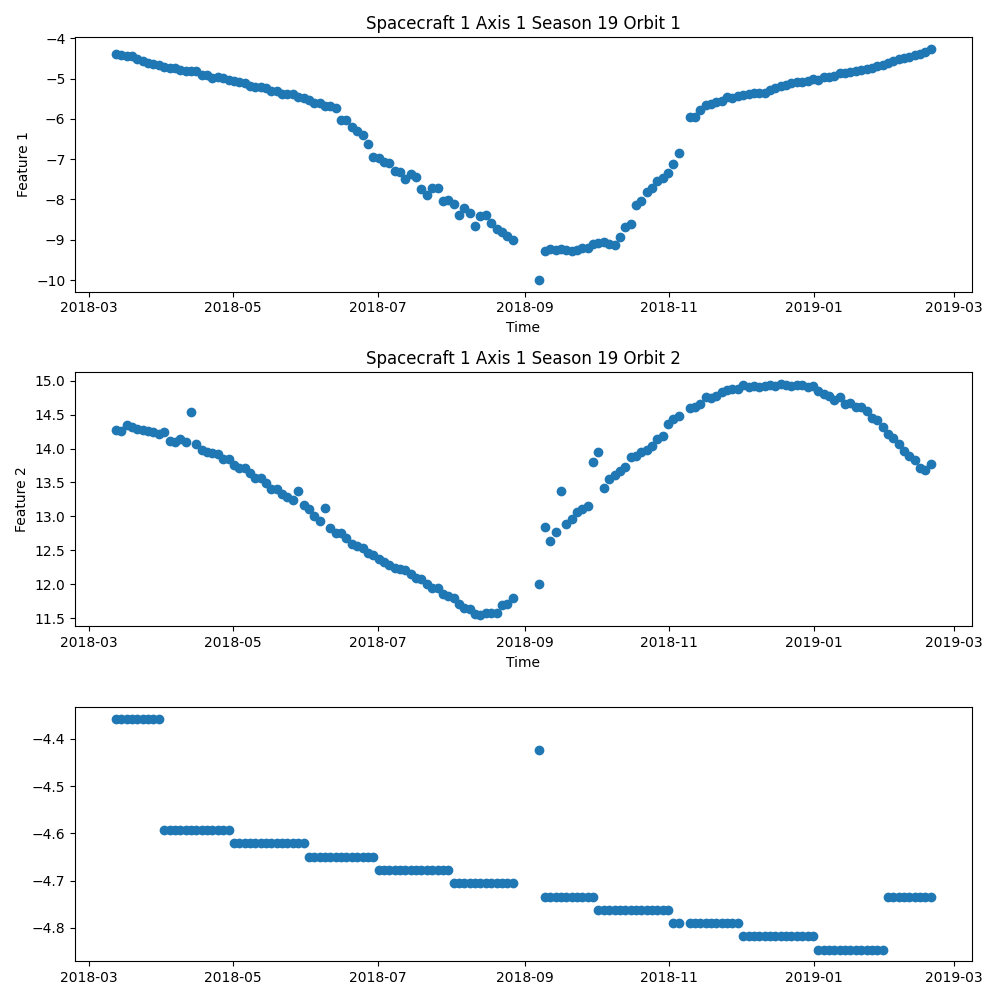 Spacecraft 1 Axis 1 Season 19 Orbit 1
−4
−5
−6
−7
−8
−9
−10
Feature 1
2018-03 2018-05 2018-07 2018-09 2018-11 2019-01 2019-03
Time
Spacecraft 1 Axis 1 Season 19 Orbit 2
15.0
14.5
14.0
13.5
13.0
12.5
12.0
11.5
Feature 2
2018-03 2018-05 2018-07 2018-09 2018-11 2019-01 2019-03
Time
−4.4
−4.5
−4.6
−4.7
−4.8
2018-03 2018-05 2018-07 2018-09 2018-11 2019-01 2019-03